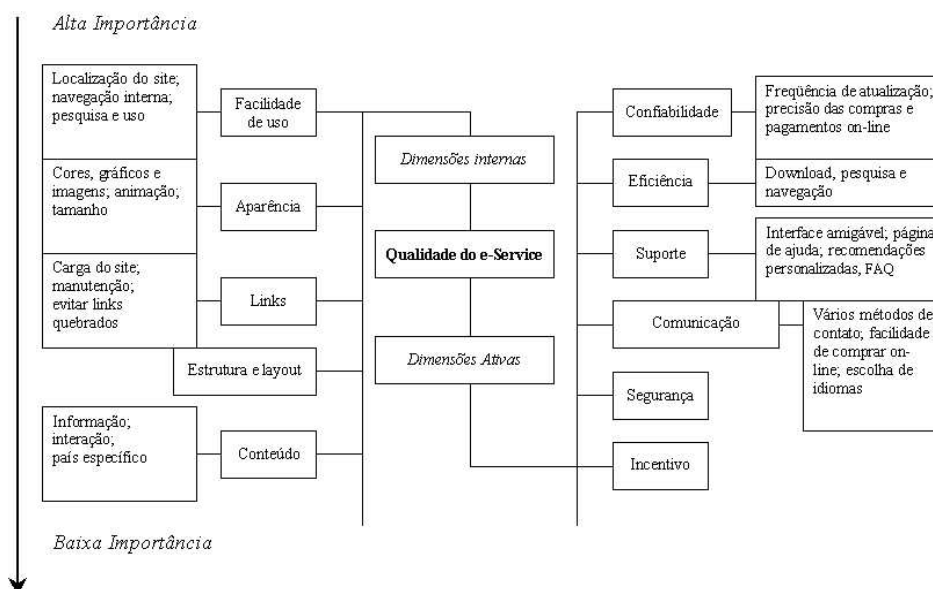 Alta Importância
Localização do site;
navegação interna;
pesquisa e uso
Facilidade
de uso
Cores, gráficos e
imagens; animação;
tamanho
Aparência
Carga do site;
manutenção;
evitar links
quebrados
Links
Estrutura e layout
Informação;
interação;
país específico
Conteúdo
Dimensões internas
Qualidade do e-Service
Dimensões Ativas
Confiabilidade
Freqüência de atualização;
precisão das compras e
pagamentos on-line
Eficiência
Download, pesquisa e
navegação
Suporte
Interface amigável; página
de ajuda; recomendações
personalizadas, FAQ
Comunicação
Vários métodos de
contato; facilidade
de comprar on-
line; escolha de
idiomas
Segurança
Incentivo
Baixa Importância